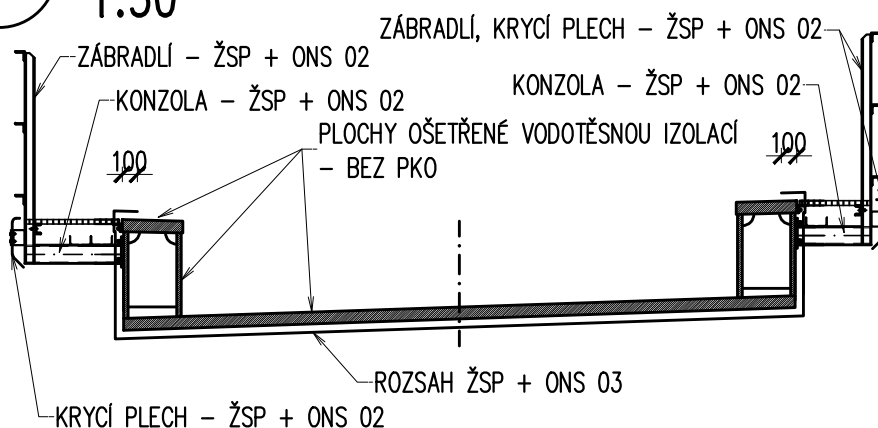 1:50
ZÁBRADLÍ, KRYCÍ PLECH – ŽSP + ONS 02
ZÁBRADLÍ – ŽSP + ONS 02
KONZOLA – ŽSP + ONS 02
KONZOLA – ŽSP + ONS 02
PLOCHY OŠETŘENÉ VODOTĚSNOU IZOLACÍ
– BEZ PKO
100
100
ROZSAH ŽSP + ONS 03
KRYCÍ PLECH – ŽSP + ONS 02